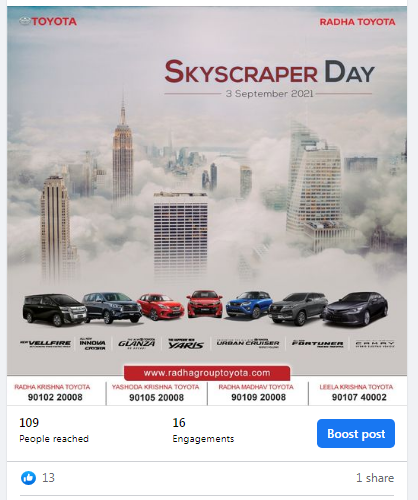 TOYOTA
RADHA TOYOTA
SKYSCRAPER DAY
3 September 2021
VELLFIRE
INNOVA
CRYSTA
GLANZA
YARIS
URBAN CRUISER
FORTUNER
CAMRY
www.radhagrouptoyota.com
RADHA KRISHNA TOYOTA
90102 20008
YASHODA KRISHNA TOYOTA
90105 20008
RADHA MADHAV TOYOTA
90109 20008
LEELA KRISHNA TOYOTA
90107 40002
109
People reached
16
Engagements
Boost post
13
1 share